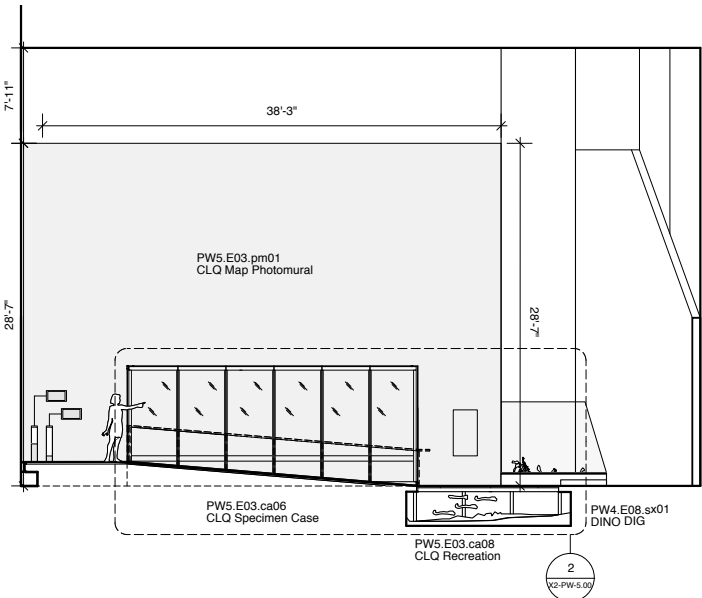 7'-11"
38'-3"
PW5.E03.pm01
CLQ Map Photomural
28'-7"
28'-7"
PW5.E03.ca06
CLQ Specimen Case
PW4.E08.sx01
DINO DIG
PW5.E03.ca08
CLQ Recreation
2
X2-PW-5.00